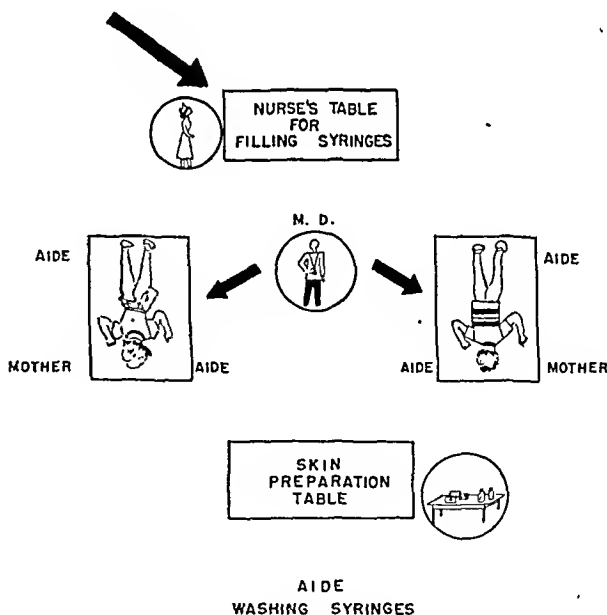 NURSE'S TABLE
FOR
FILLING SYRINGES
M. D.
AIDE
AIDE
MOTHER
AIDE
AIDE
MOTHER
SKIN
PREPARATION
TABLE
AIDE
WASHING SYRINGES